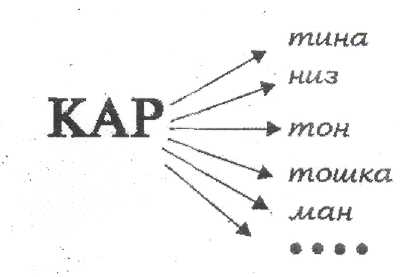 тина
низ
КАР
тон
тошка
ман